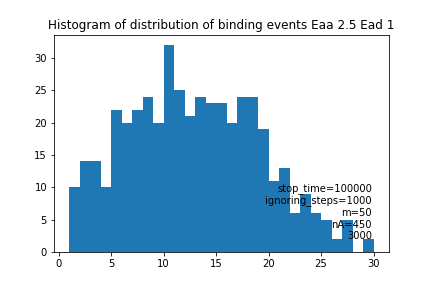 Histogram of distribution of binding events Eaa 2.5 Ead 1
30
25
20
15
10
5
0
stop_time=100000
ignoring_steps=1000
m=50
nA=450
3000
0 5 10 15 20 25 30